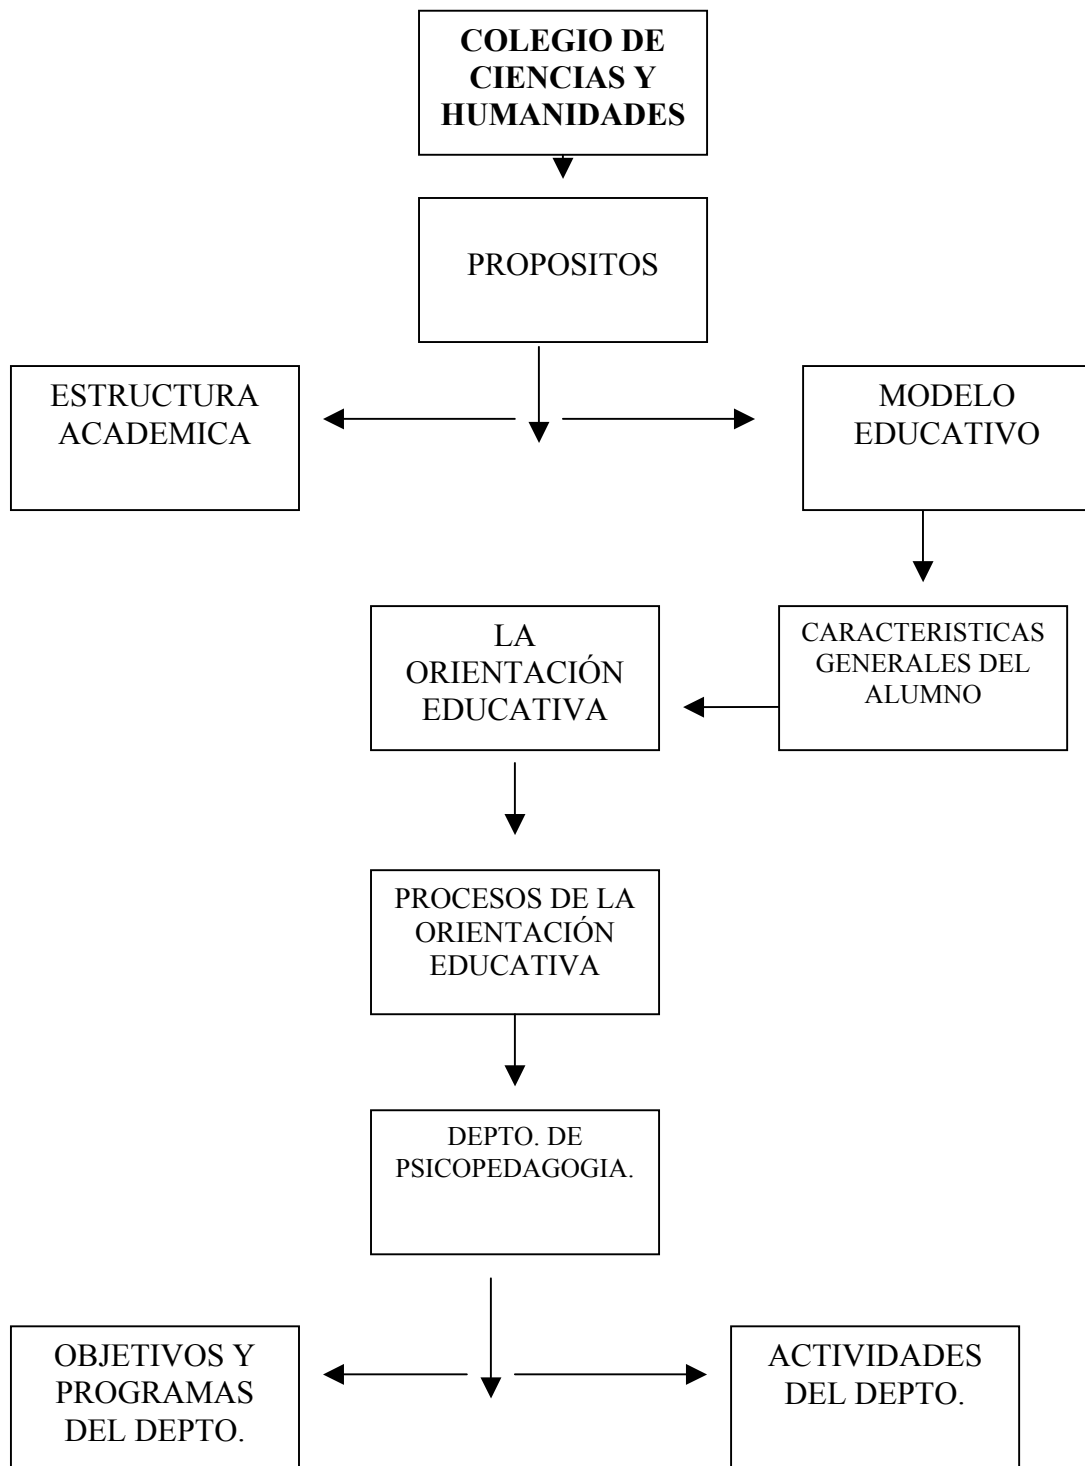 COLEGIO DE
CIENCIAS Y
HUMANIDADES
PROPOSITOS
ESTRUCTURA
ACADEMICA
MODELO
EDUCATIVO
LA
ORIENTACIÓN
EDUCATIVA
CARACTERISTICAS
GENERALES DEL
ALUMNO
PROCESOS DE LA
ORIENTACIÓN
EDUCATIVA
DEPTO. DE
PSICOPEDAGOGIA.
OBJETIVOS Y
PROGRAMAS
DEL DEPTO.
ACTIVIDADES
DEL DEPTO.